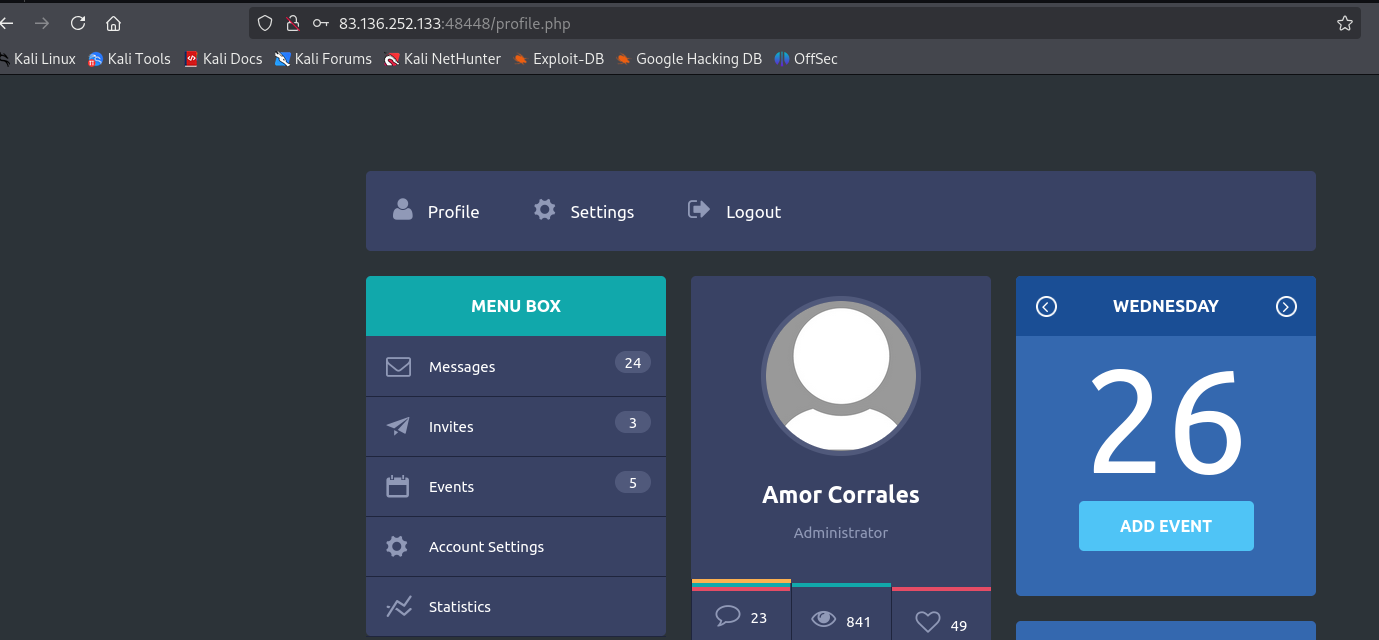 83.136.252.133:48448/profile.php
Kali Linux Kali Tools Kali Docs Kali Forums Kali NetHunter Exploit-DB Google Hacking DB OffSec
Profile Settings Logout
MENU BOX
Messages 24
Invites 3
Events 5
Account Settings
Statistics
Amor Corrales
Administrator
23 841 49
WEDNESDAY
26
ADD EVENT